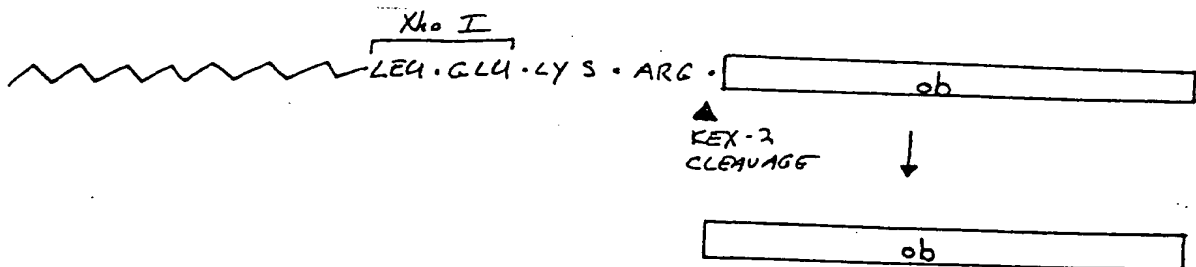 Xho I
LEU · GLU · LYS · ARG · ob
KEX-2
CLEAVAGE
ob